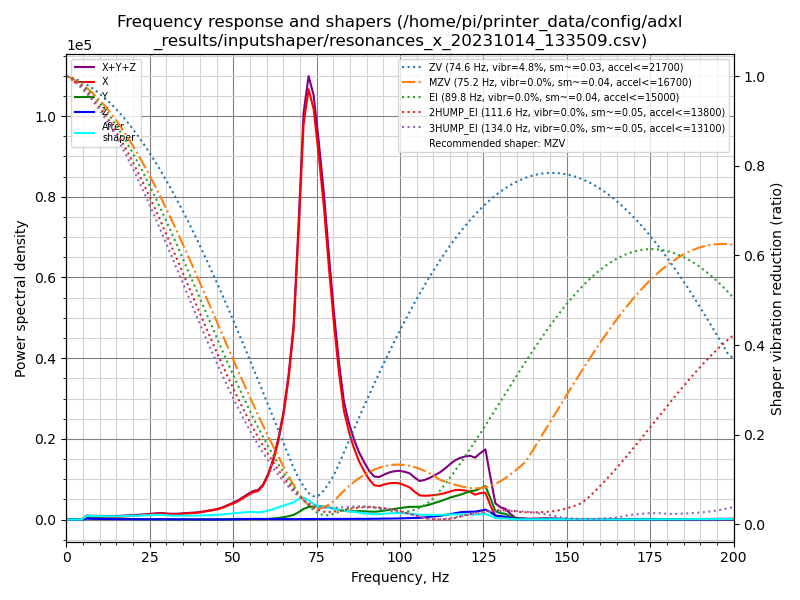 Frequency response and shapers (/home/pi/printer_data/config/adxl
_results/inputshaper/resonances_x_20231014_133509.csv)
1e5
X+Y+Z
X
Y
Z
After
shaper
ZV (74.6 Hz, vibr=4.8%, sm~=0.03, accel<=21700)
MZV (75.2 Hz, vibr=0.0%, sm~=0.04, accel<=16700)
EI (89.8 Hz, vibr=0.0%, sm~=0.04, accel<=15000)
2HUMP_EI (111.6 Hz, vibr=0.0%, sm~=0.05, accel<=13800)
3HUMP_EI (134.0 Hz, vibr=0.0%, sm~=0.05, accel<=13100)
Recommended shaper: MZV
Power spectral density
1.0
0.8
0.6
0.4
0.2
0.0
1.0
0.8
0.6
0.4
0.2
0.0
Shaper vibration reduction (ratio)
0 25 50 75 100 125 150 175 200
Frequency, Hz